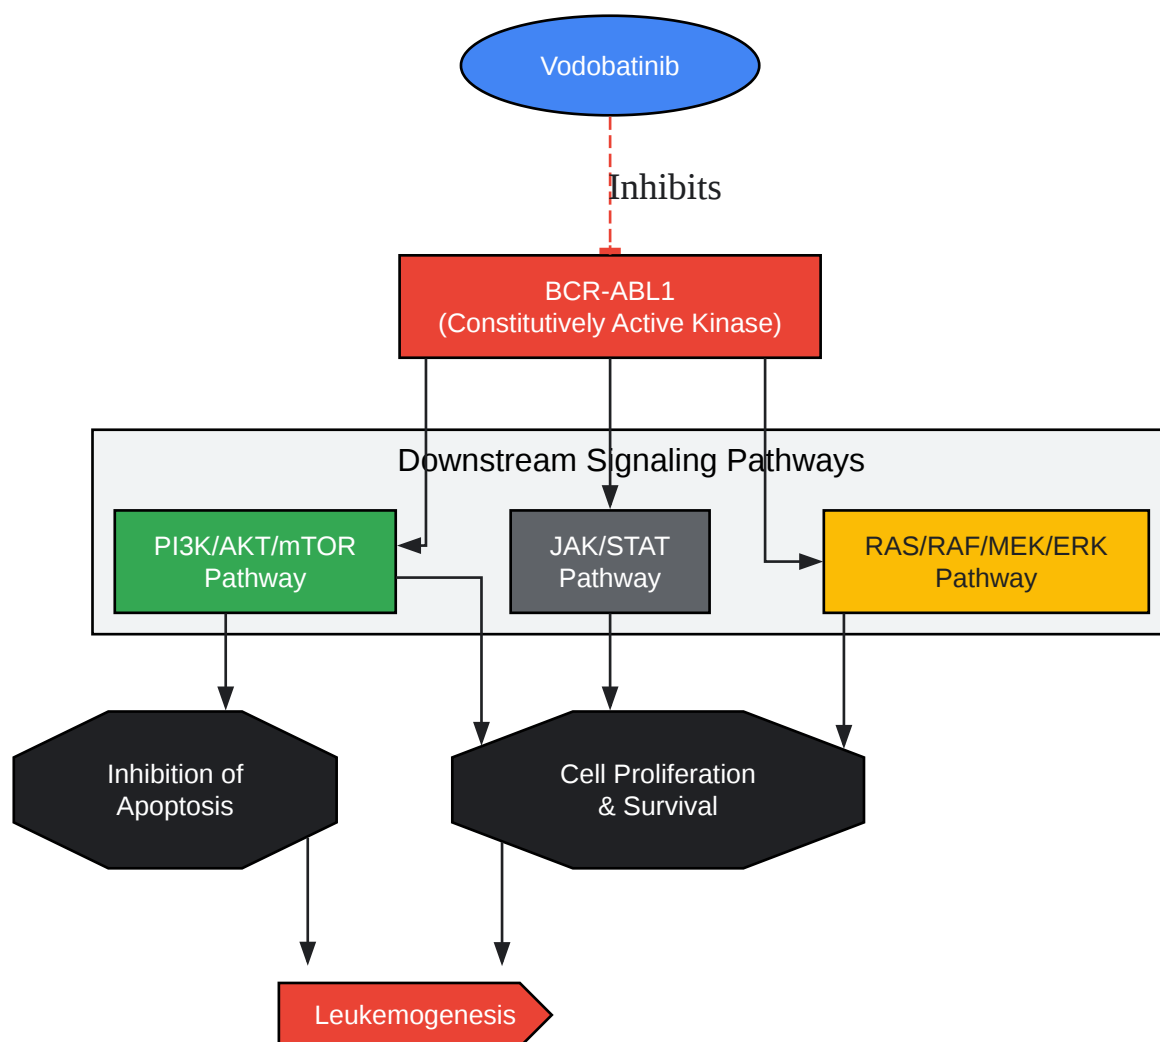 Vodobatinib
Inhibits
BCR-ABL1
(Constitutively Active Kinase)
Downstream Signaling Pathways
PI3K/AKT/mTOR
Pathway
JAK/STAT
Pathway
RAS/RAF/MEK/ERK
Pathway
Inhibition of
Apoptosis
Cell Proliferation
& Survival
Leukemogenesis